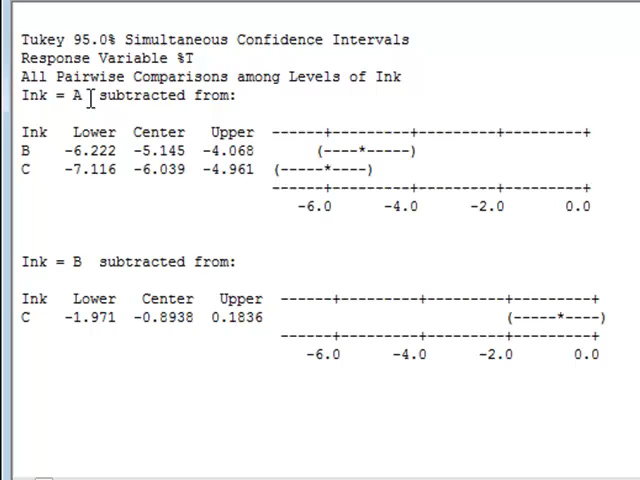 Tukey 95.0% Simultaneous Confidence Intervals
Response Variable %T
All Pairwise Comparisons among Levels of Ink
Ink = A  subtracted from:
Ink  Lower  Center  Upper  ------+---------+---------+---------+
B  -6.222  -5.145  -4.068  (----*-----)
C  -7.116  -6.039  -4.961  (-----*----)
------+---------+---------+---------+
-6.0  -4.0  -2.0  0.0
Ink = B  subtracted from:
Ink  Lower  Center  Upper  ------+---------+---------+---------+
C  -1.971  -0.8938  0.1836  (-----*----)
------+---------+---------+---------+
-6.0  -4.0  -2.0  0.0